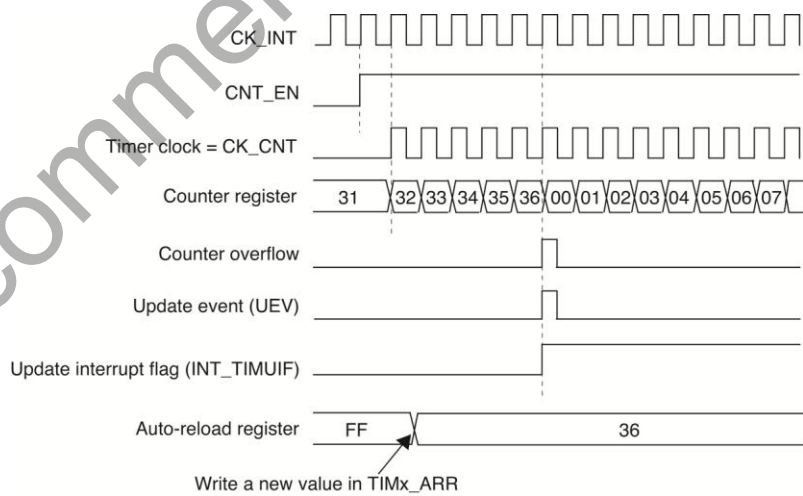 CK_INT
CNT_EN
Timer clock = CK_CNT
Counter register 31 32 33 34 35 36 00 01 02 03 04 05 06 07
Counter overflow
Update event (UEV)
Update interrupt flag (INT_TIMUIF)
Auto-reload register FF 36
Write a new value in TIMx_ARR